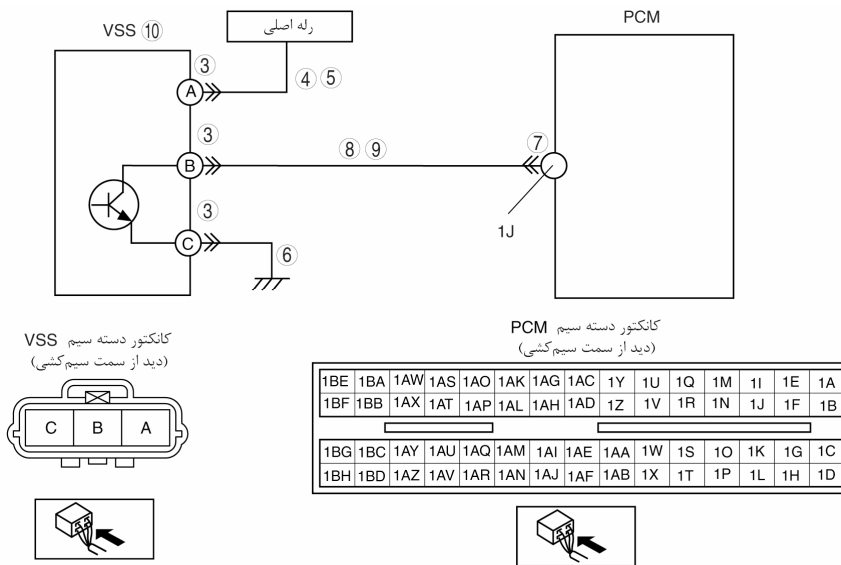 VSS ⑩
رله اصلی
PCM
③
A
④ ⑤
③
B
⑧ ⑨
⑦
1J
③
C
⑥
کانکتور دسته سیم VSS
(دید از سمت سیم‌کشی)
C B A
کانکتور دسته سیم PCM
(دید از سمت سیم‌کشی)
1BE 1BA 1AW 1AS 1AO 1AK 1AG 1AC 1Y 1U 1Q 1M 1I 1E 1A
1BF 1BB 1AX 1AT 1AP 1AL 1AH 1AD 1Z 1V 1R 1N 1J 1F 1B
1BG 1BC 1AY 1AU 1AQ 1AM 1AI 1AE 1AA 1W 1S 1O 1K 1G 1C
1BH 1BD 1AZ 1AV 1AR 1AN 1AJ 1AF 1AB 1X 1T 1P 1L 1H 1D